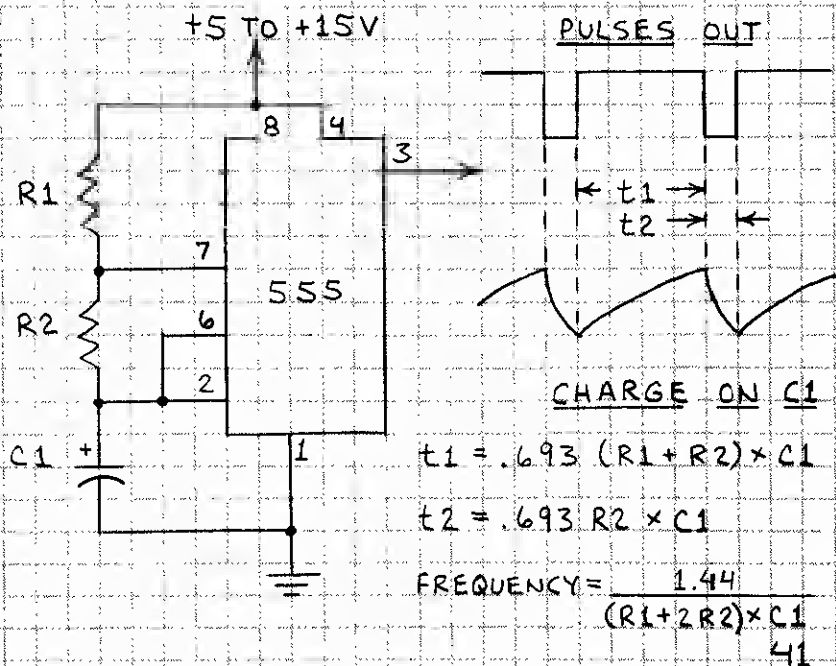 +5 TO +15V
PULSES OUT
8
4
3
R1
t1
t2
7
555
R2
6
2
CHARGE ON C1
C1 +
1
t1 = .693 (R1 + R2) × C1
t2 = .693 R2 × C1
FREQUENCY = 1.44
(R1+2R2) × C1
41